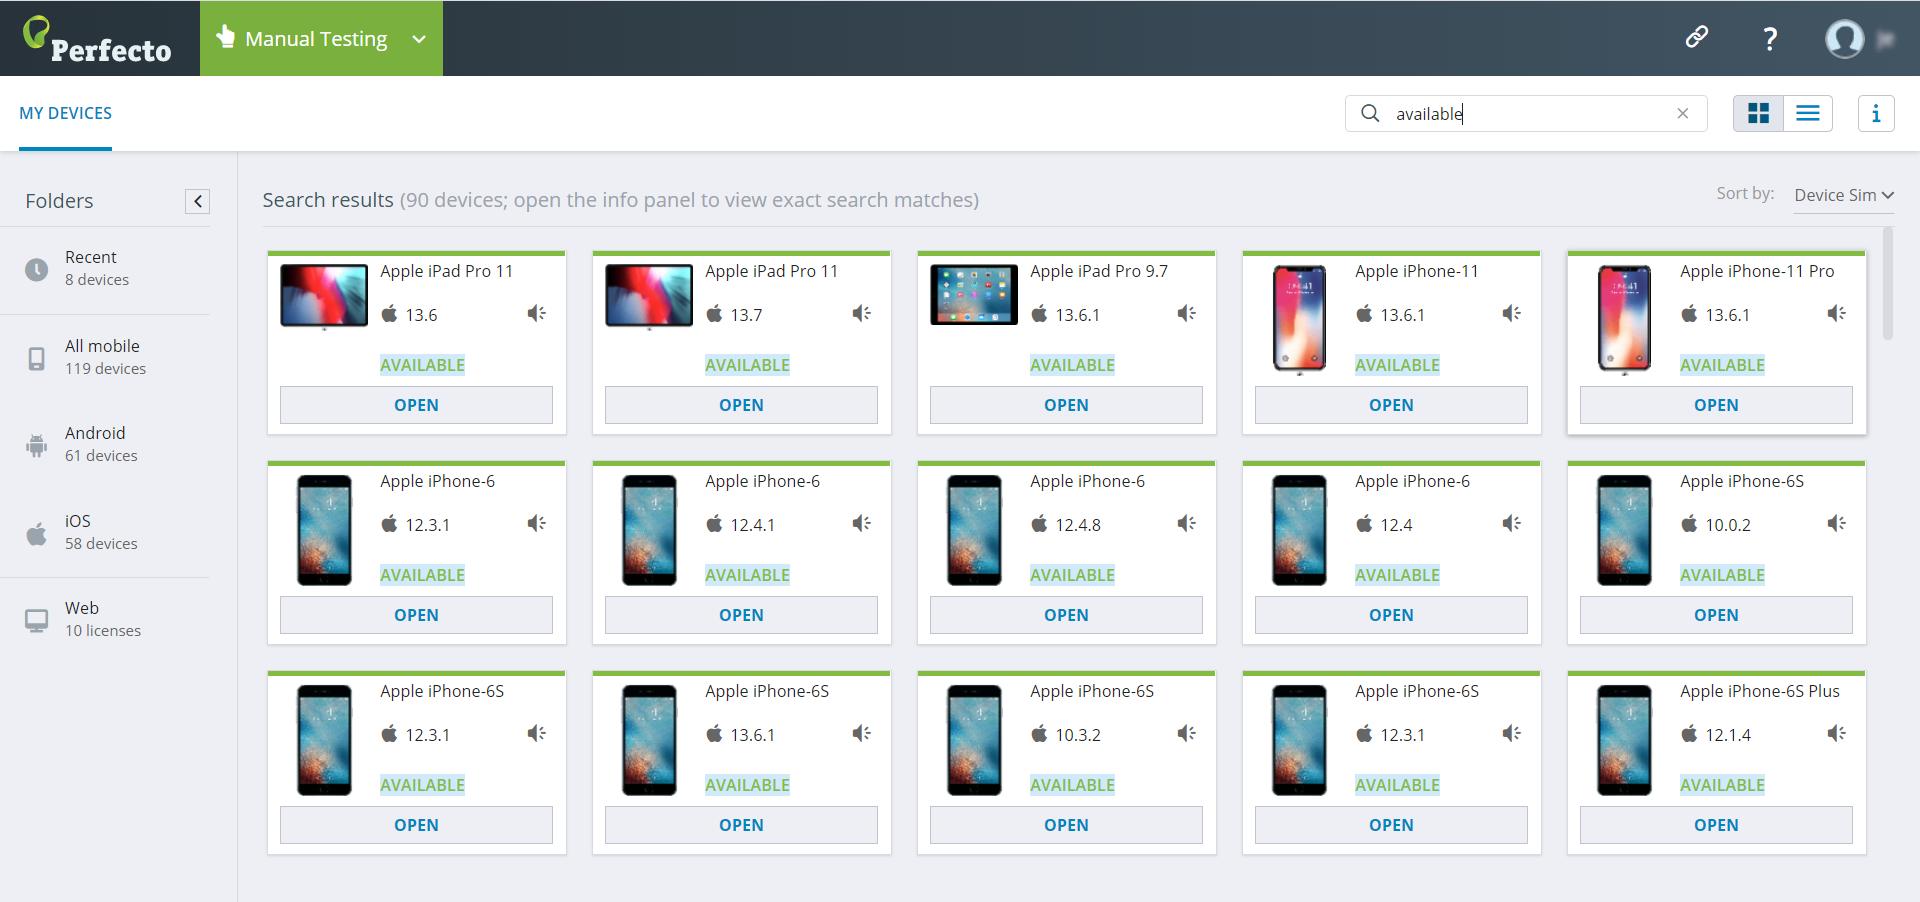 Perfecto
Manual Testing
?
MY DEVICES
available
i
Folders
Search results (90 devices; open the info panel to view exact search matches)
Sort by: Device Sim
Recent
8 devices
All mobile
119 devices
Android
61 devices
iOS
58 devices
Web
10 licenses
Apple iPad Pro 11
13.6
AVAILABLE
OPEN
Apple iPad Pro 11
13.7
AVAILABLE
OPEN
Apple iPad Pro 9.7
13.6.1
AVAILABLE
OPEN
Apple iPhone-11
13.6.1
AVAILABLE
OPEN
Apple iPhone-11 Pro
13.6.1
AVAILABLE
OPEN
Apple iPhone-6
12.3.1
AVAILABLE
OPEN
Apple iPhone-6
12.4.1
AVAILABLE
OPEN
Apple iPhone-6
12.4.8
AVAILABLE
OPEN
Apple iPhone-6
12.4
AVAILABLE
OPEN
Apple iPhone-6S
10.0.2
AVAILABLE
OPEN
Apple iPhone-6S
12.3.1
AVAILABLE
OPEN
Apple iPhone-6S
13.6.1
AVAILABLE
OPEN
Apple iPhone-6S
10.3.2
AVAILABLE
OPEN
Apple iPhone-6S
12.3.1
AVAILABLE
OPEN
Apple iPhone-6S Plus
12.1.4
AVAILABLE
OPEN